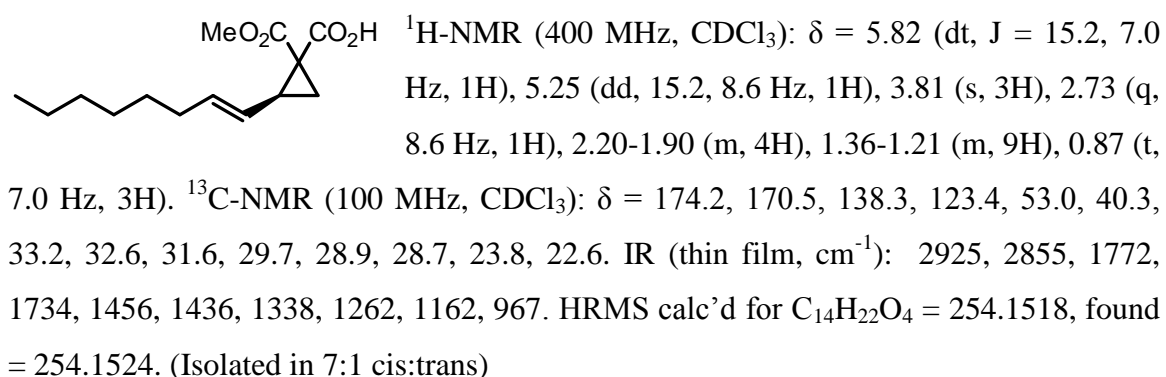 MeO₂C CO₂H ¹H-NMR (400 MHz, CDCl₃): δ = 5.82 (dt, J = 15.2, 7.0
Hz, 1H), 5.25 (dd, 15.2, 8.6 Hz, 1H), 3.81 (s, 3H), 2.73 (q,
8.6 Hz, 1H), 2.20-1.90 (m, 4H), 1.36-1.21 (m, 9H), 0.87 (t,
7.0 Hz, 3H). ¹³C-NMR (100 MHz, CDCl₃): δ = 174.2, 170.5, 138.3, 123.4, 53.0, 40.3,
33.2, 32.6, 31.6, 29.7, 28.9, 28.7, 23.8, 22.6. IR (thin film, cm⁻¹): 2925, 2855, 1772,
1734, 1456, 1436, 1338, 1262, 1162, 967. HRMS calc’d for C₁₄H₂₂O₄ = 254.1518, found
= 254.1524. (Isolated in 7:1 cis:trans)